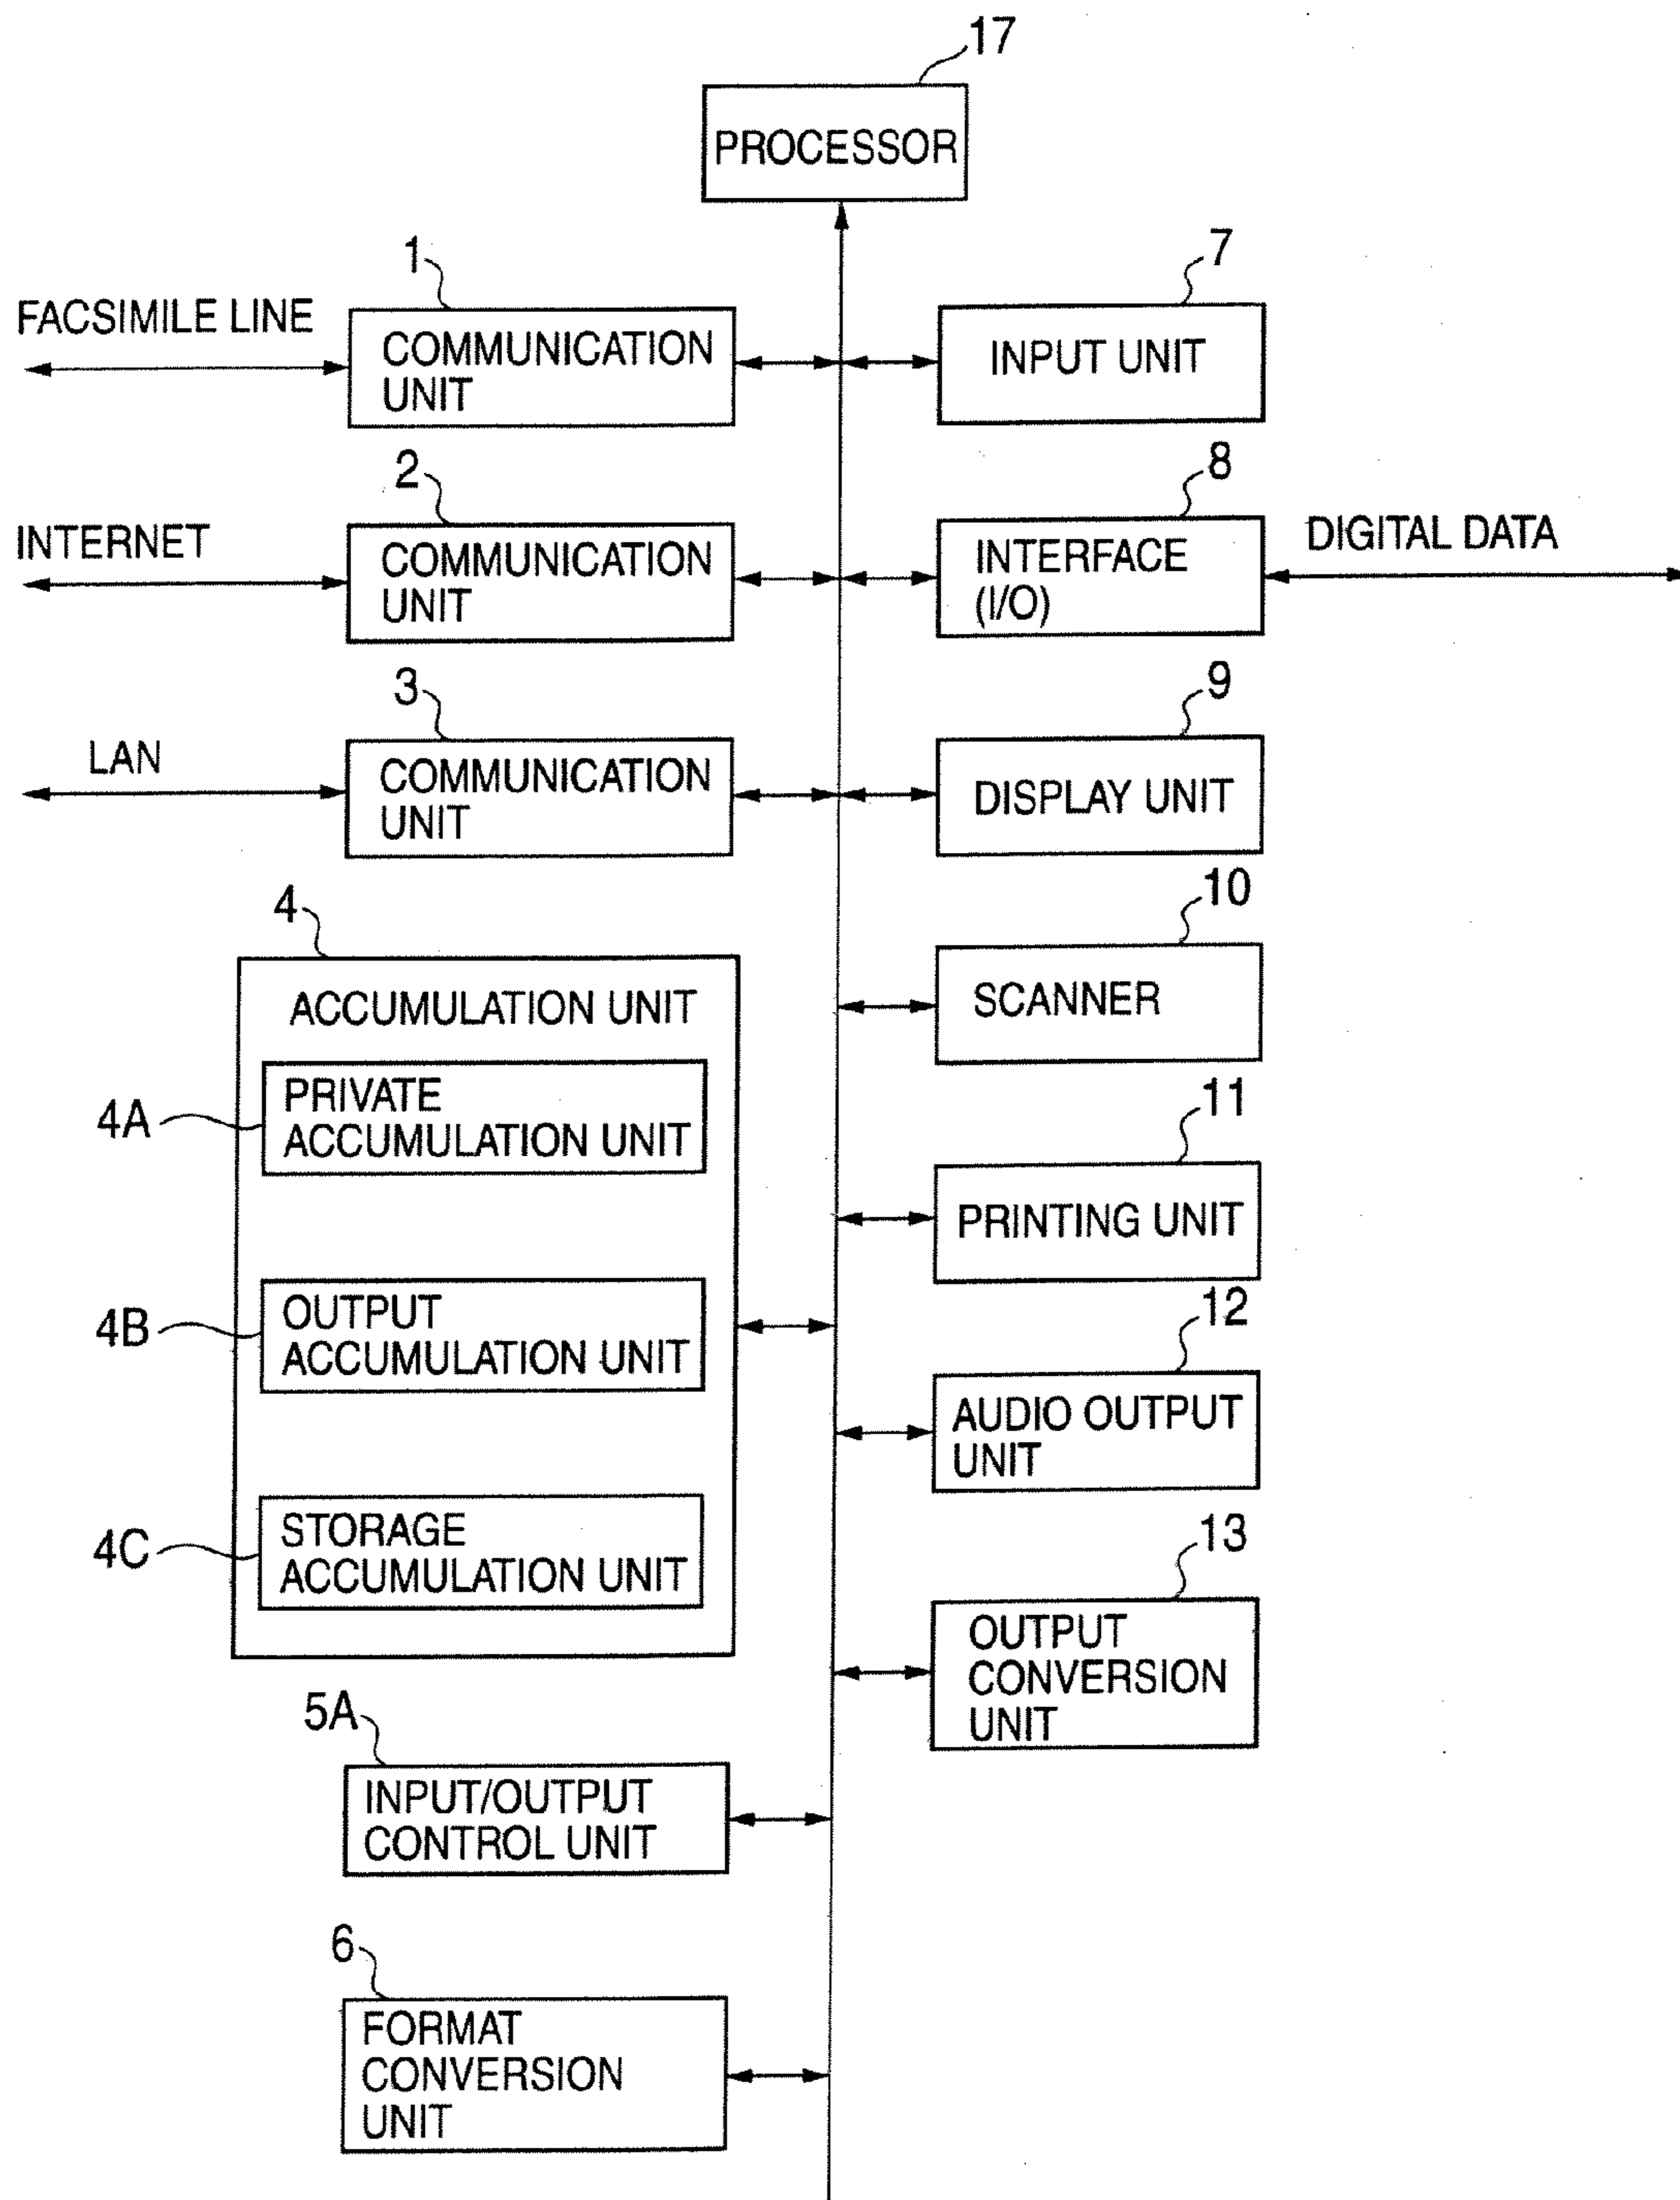 17
PROCESSOR
1
7
FACSIMILE LINE
COMMUNICATION
UNIT
INPUT UNIT
2
8
INTERNET
COMMUNICATION
UNIT
INTERFACE
(I/O)
DIGITAL DATA
3
9
LAN
COMMUNICATION
UNIT
DISPLAY UNIT
4
10
ACCUMULATION UNIT
SCANNER
4A
PRIVATE
ACCUMULATION UNIT
11
PRINTING UNIT
4B
OUTPUT
ACCUMULATION UNIT
12
AUDIO OUTPUT
UNIT
4C
STORAGE
ACCUMULATION UNIT
13
OUTPUT
CONVERSION
UNIT
5A
INPUT/OUTPUT
CONTROL UNIT
6
FORMAT
CONVERSION
UNIT